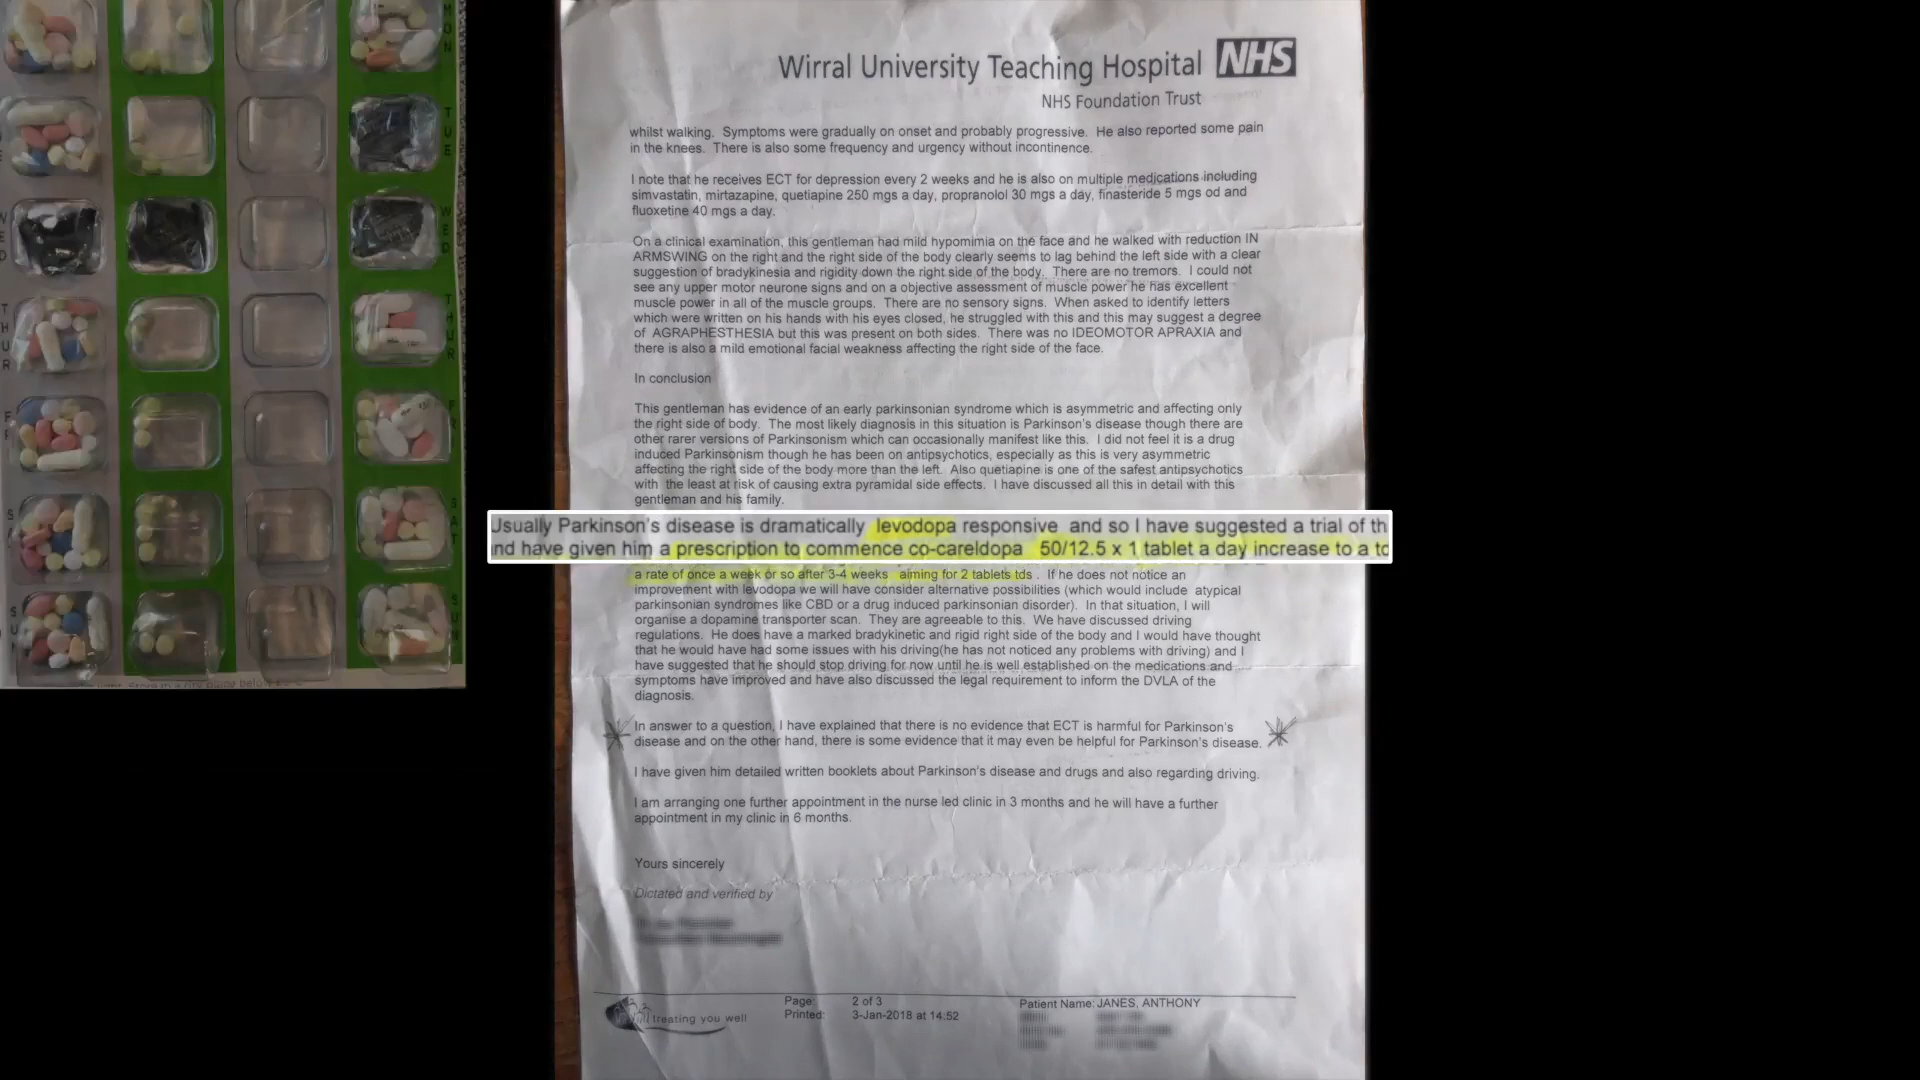 MON
TUE
WED
THUR
SAT
SUN
Wirral University Teaching Hospital NHS
NHS Foundation Trust
whilst walking. Symptoms were gradually on onset and probably progressive. He also reported some pain
in the knees. There is also some frequency and urgency without incontinence.
I note that he receives ECT for depression every 2 weeks and he is also on multiple medications including
simvastatin, mirtazapine, quetiapine 250 mgs a day, propranolol 30 mgs a day, finasteride 5 mgs od and
fluoxetine 40 mgs a day.
On a clinical examination, this gentleman had mild hypomimia on the face and he walked with reduction IN
ARMSWING on the right and the right side of the body clearly seems to lag behind the left side with a clear
suggestion of bradykinesia and rigidity down the right side of the body. There are no tremors. I could not
see any upper motor neurone signs and on a objective assessment of muscle power he has excellent
muscle power in all of the muscle groups. There are no sensory signs. When asked to identify letters
which were written on his hands with his eyes closed, he struggled with this and this may suggest a degree
of AGRAPHESTHESIA but this was present on both sides. There was no IDEOMOTOR APRAXIA and
there is also a mild emotional facial weakness affecting the right side of the face.
In conclusion
This gentleman has evidence of an early parkinsonian syndrome which is asymmetric and affecting only
the right side of body. The most likely diagnosis in this situation is Parkinson's disease though there are
other rarer versions of Parkinsonism which can occasionally manifest like this. I did not feel it is a drug
induced Parkinsonism though he has been on antipsychotics, especially as this is very asymmetric
affecting the right side of the body more than the left. Also quetiapine is one of the safest antipsychotics
with the least at risk of causing extra pyramidal side effects. I have discussed all this in detail with this
gentleman and his family.
Usually Parkinson's disease is dramatically levodopa responsive and so I have suggested a trial of th
nd have given him a prescription to commence co-careldopa 50/12.5 x 1 tablet a day increase to a to
a rate of once a week or so after 3-4 weeks aiming for 2 tablets tds . If he does not notice an
improvement with levodopa we will have consider alternative possibilities (which would include atypical
parkinsonian syndromes like CBD or a drug induced parkinsonian disorder). In that situation, I will
organise a dopamine transporter scan. They are agreeable to this. We have discussed driving
regulations. He does have a marked bradykinetic and rigid right side of the body and I would have thought
that he would have had some issues with his driving(he has not noticed any problems with driving) and I
have suggested that he should stop driving for now until he is well established on the medications and
symptoms have improved and have also discussed the legal requirement to inform the DVLA of the
diagnosis.
In answer to a question, I have explained that there is no evidence that ECT is harmful for Parkinson's
disease and on the other hand, there is some evidence that it may even be helpful for Parkinson's disease.
I have given him detailed written booklets about Parkinson's disease and drugs and also regarding driving.
I am arranging one further appointment in the nurse led clinic in 3 months and he will have a further
appointment in my clinic in 6 months.
Yours sincerely
Dictated and verified by
treating you well
Page: 2 of 3
Printed: 3-Jan-2018 at 14:52
Patient Name: JANES, ANTHONY